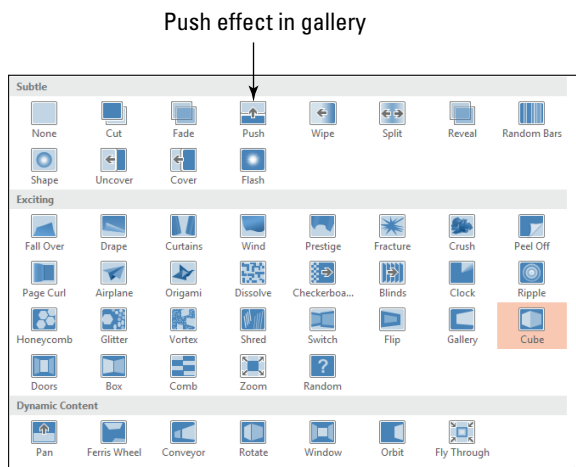 Push effect in gallery
Subtle
None Cut Fade Push Wipe Split Reveal Random Bars
Shape Uncover Cover Flash
Exciting
Fall Over Drape Curtains Wind Prestige Fracture Crush Peel Off
Page Curl Airplane Origami Dissolve Checkerboa... Blinds Clock Ripple
Honeycomb Glitter Vortex Shred Switch Flip Gallery Cube
Doors Box Comb Zoom Random
Dynamic Content
Pan Ferris Wheel Conveyor Rotate Window Orbit Fly Through